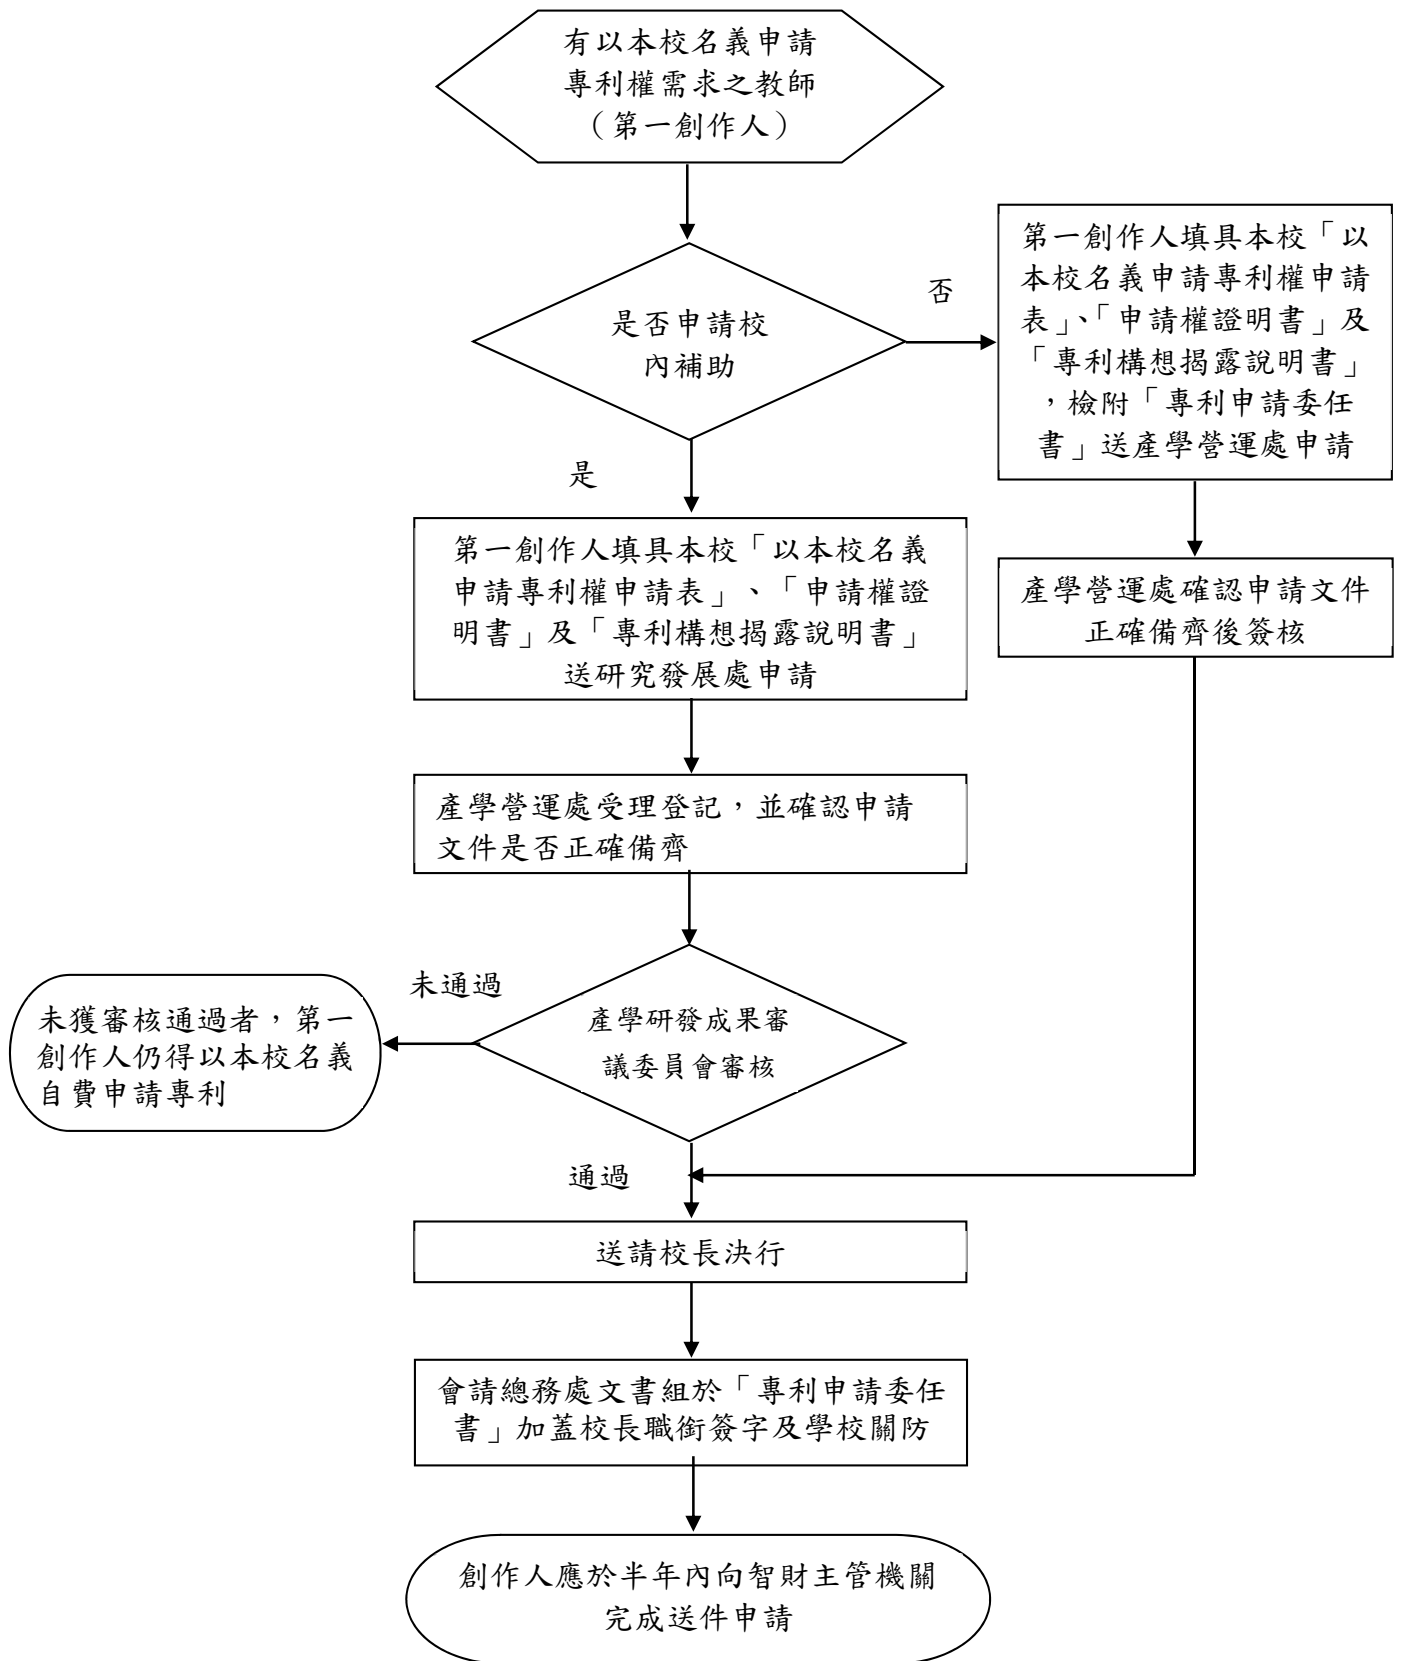 有以本校名義申請
專利權需求之教師
（第一創作人）
是否申請校
內補助
否
第一創作人填具本校「以
本校名義申請專利權申請
表」、「申請權證明書」及
「專利構想揭露說明書」
，檢附「專利申請委任
書」送產學營運處申請
產學營運處確認申請文件
正確備齊後簽核
是
第一創作人填具本校「以本校名義
申請專利權申請表」、「申請權證
明書」及「專利構想揭露說明書」
送研究發展處申請
產學營運處受理登記，並確認申請
文件是否正確備齊
產學研發成果審
議委員會審核
未通過
未獲審核通過者，第一
創作人仍得以本校名義
自費申請專利
通過
送請校長決行
會請總務處文書組於「專利申請委任
書」加蓋校長職銜簽字及學校關防
創作人應於半年內向智財主管機關
完成送件申請